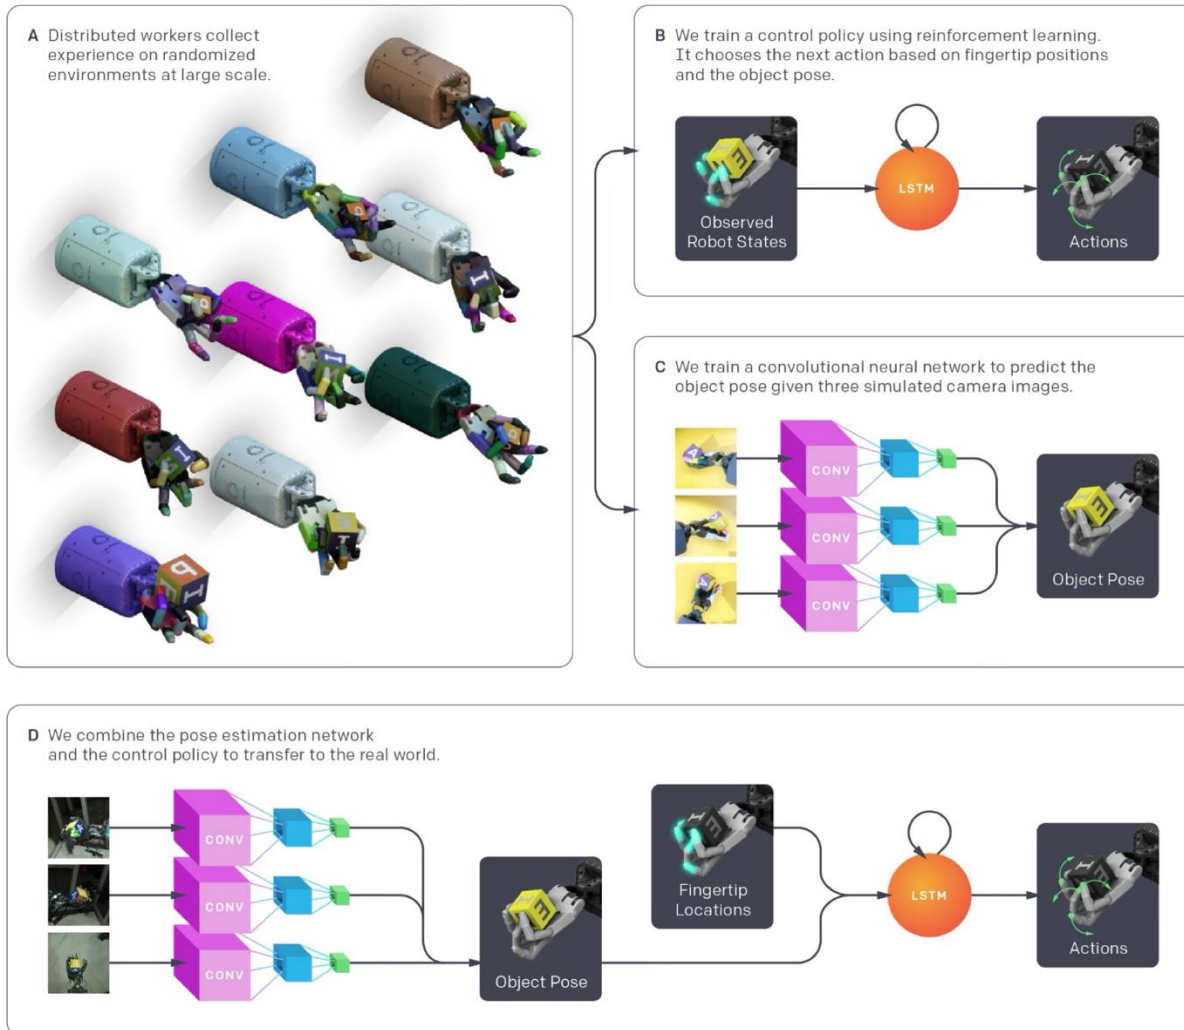 A Distributed workers collect
experience on randomized
environments at large scale.
B We train a control policy using reinforcement learning.
It chooses the next action based on fingertip positions
and the object pose.
LSTM
Observed
Robot States
Actions
C We train a convolutional neural network to predict the
object pose given three simulated camera images.
CONV
CONV
CONV
Object Pose
D We combine the pose estimation network
and the control policy to transfer to the real world.
CONV
CONV
CONV
Object Pose
Fingertip
Locations
LSTM
Actions